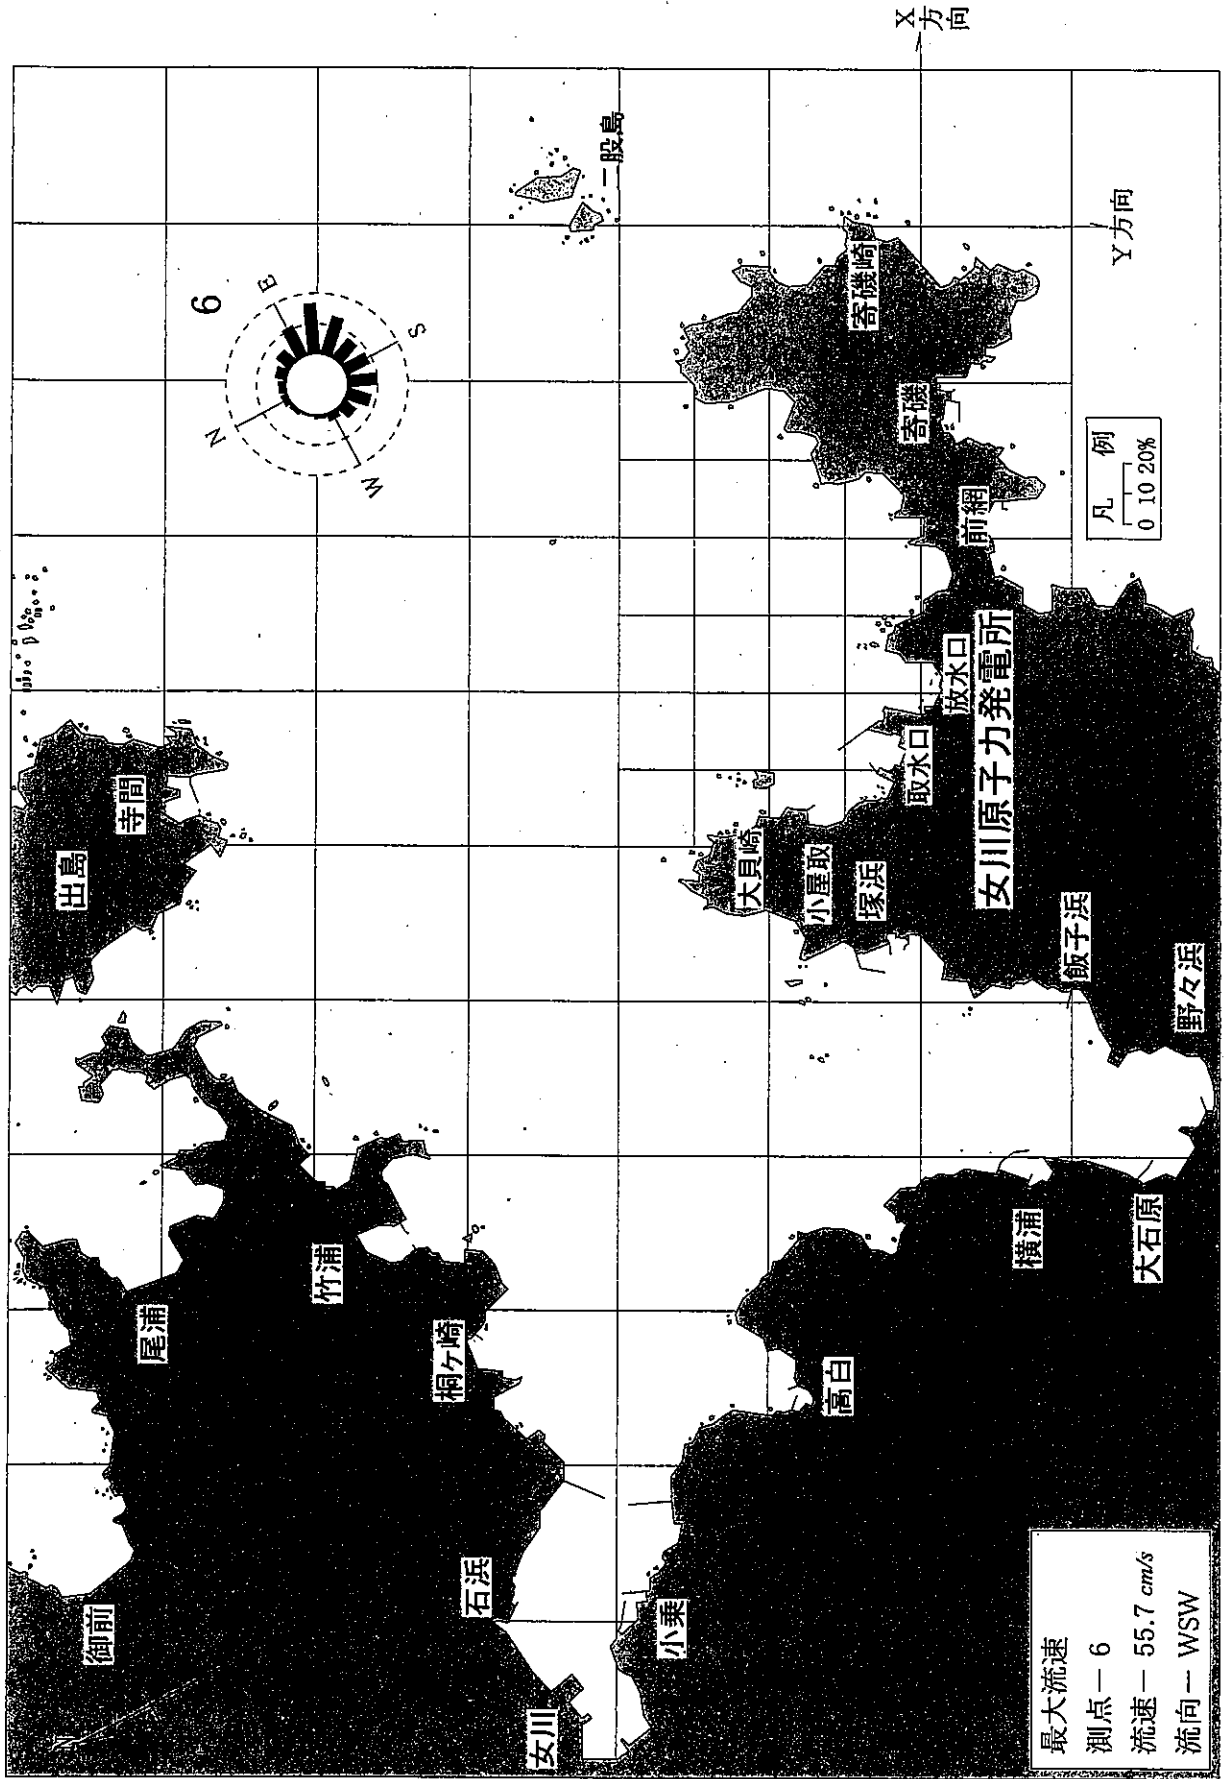 出島
寺間
尾浦
御前
竹浦
桐ケ崎
石浜
女川
6
N
E
S
W
二股島
大貝崎
小屋取
塚浜
小乗
高白
取水口
放水口
女川原子力発電所
寄磯崎
寄磯
前網
飯子浜
野々浜
横浦
大石原
X
方
向
Y方向
凡 例
0 10 20%
最大流速
測点－6
流速－55.7 cm/s
流向－WSW